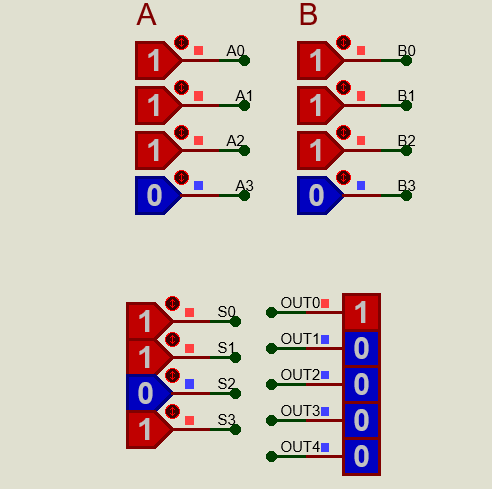 A B
1 A0 1 B0
1 A1 1 B1
1 A2 1 B2
0 A3 0 B3
1 S0 OUT0 1
1 S1 OUT1 0
0 S2 OUT2 0
1 S3 OUT3 0
OUT4 0